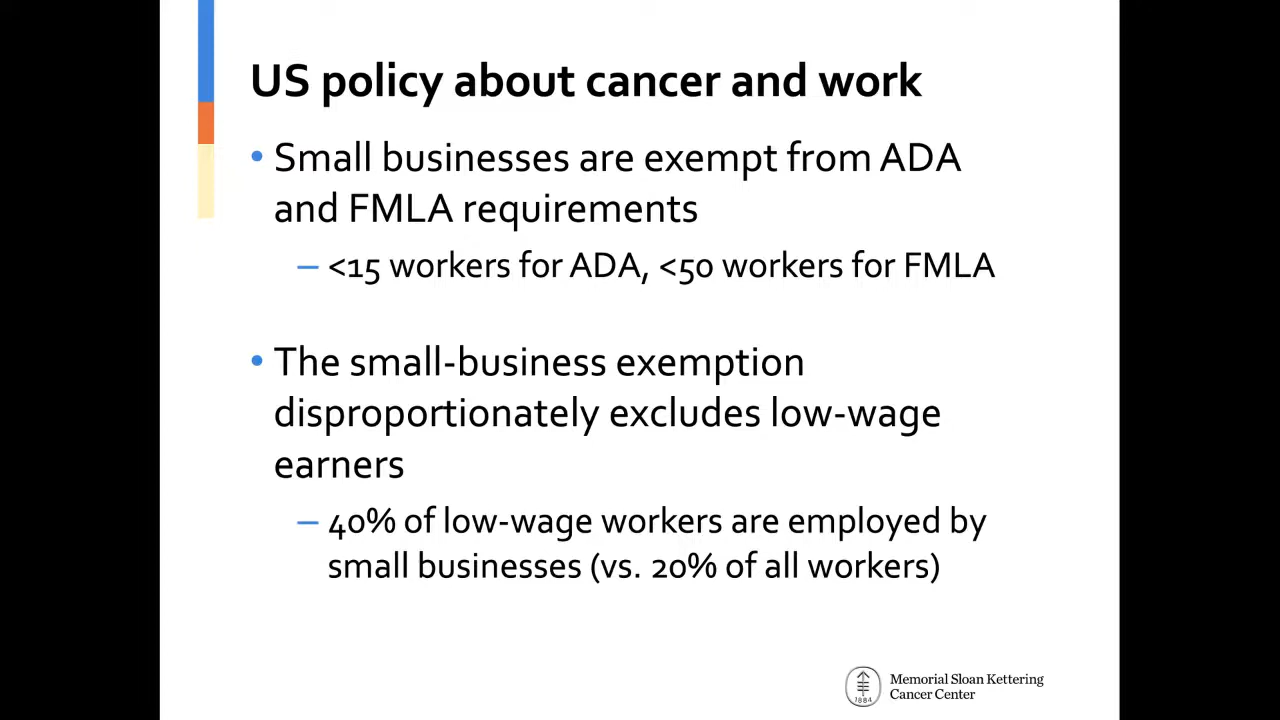 US policy about cancer and work
• Small businesses are exempt from ADA
and FMLA requirements
– <15 workers for ADA, <50 workers for FMLA
• The small-business exemption
disproportionately excludes low-wage
earners
– 40% of low-wage workers are employed by
small businesses (vs. 20% of all workers)
1884
Memorial Sloan Kettering
Cancer Center